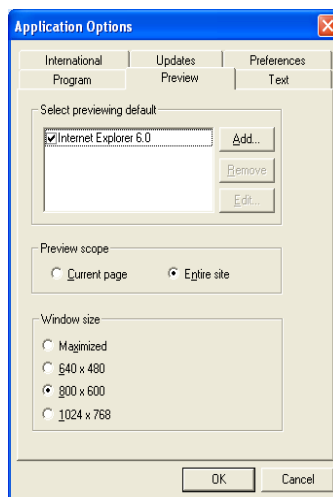 Application Options
International Updates Preferences
Program Preview Text
Select previewing default
Internet Explorer 6.0
Add...
Remove
Edit...
Preview scope
Current page Entire site
Window size
Maximized
640 x 480
800 x 600
1024 x 768
OK Cancel